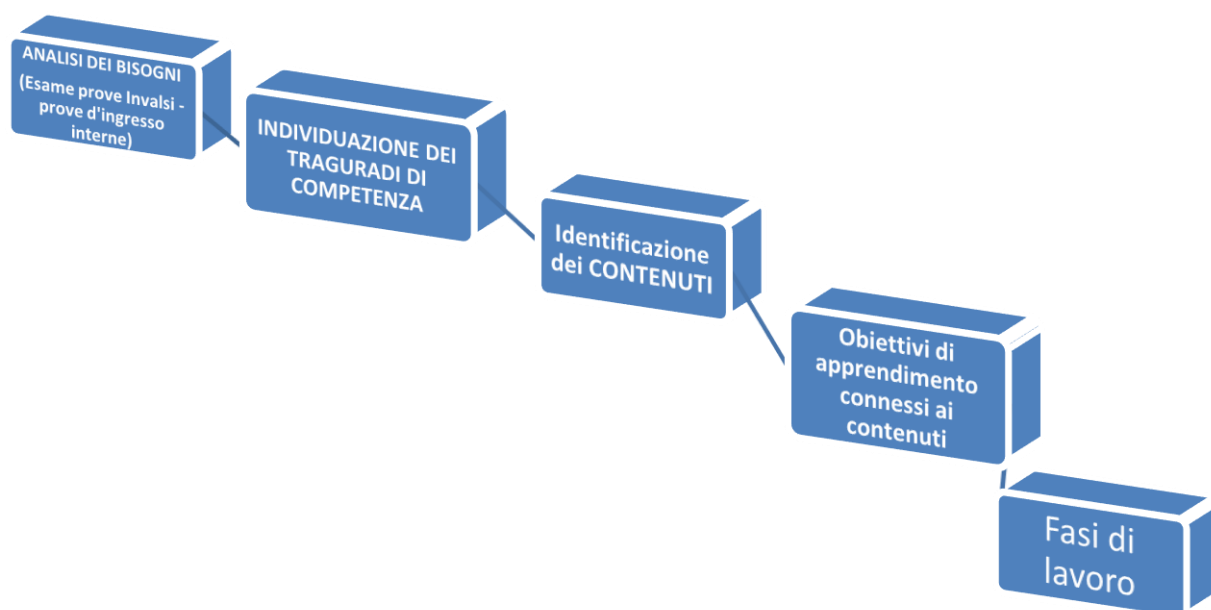 ANALISI DEI BISOGNI
(Esame prove Invalsi -
prove d'ingresso
interne)
INDIVIDUAZIONE DEI
TRAGURADI DI
COMPETENZA
Identificazione
dei CONTENUTI
Obiettivi di
apprendimento
connessi ai
contenuti
Fasi di
lavoro